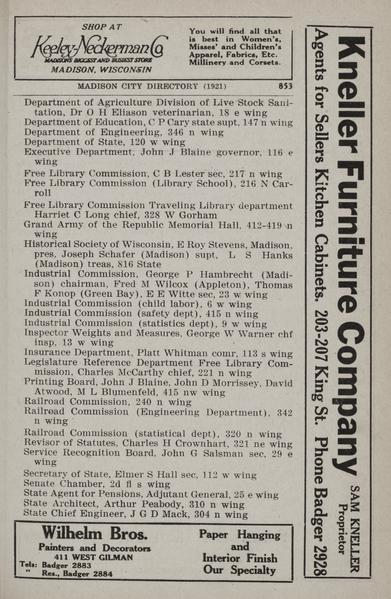 SHOP AT
Keeley-Neckerman Co
MADISON'S BIGGEST AND BUSIEST STORE
MADISON, WISCONSIN
You will find all that
is best in Women's,
Misses' and Children's
Apparel, Fabrics, Etc.
Millinery and Corsets.
MADISON CITY DIRECTORY (1921) 853
Department of Agriculture Division of Live Stock Sani-
tation, Dr O H Eliason veterinarian, 18 e wing
Department of Education, C P Cary state supt, 147 n wing
Department of Engineering, 346 n wing
Department of State, 120 w wing
Executive Department, John J Blaine governor, 116 e
wing
Free Library Commission, C B Lester sec, 217 n wing
Free Library Commission (Library School), 216 N Car-
roll
Free Library Commission Traveling Library department
Harriet C Long chief, 328 W Gorham
Grand Army of the Republic Memorial Hall, 412-419 n
wing
Historical Society of Wisconsin, E Roy Stevens, Madison,
pres, Joseph Schafer (Madison) supt, L S Hanks
(Madison) treas, 816 State
Industrial Commission, George P Hambrecht (Madi-
son) chairman, Fred M Wilcox (Appleton), Thomas
F Konop (Green Bay), E E Witte sec, 23 w wing
Industrial Commission (child labor), 6 w wing
Industrial Commission (safety dept), 415 n wing
Industrial Commission (statistics dept), 9 w wing
Inspector Weights and Measures, George W Warner chf
insp, 13 w wing
Insurance Department, Platt Whitman comr, 113 s wing
Legislature Reference Department Free Library Com-
mission, Charles McCarthy chief, 221 n wing
Printing Board, John J Blaine, John D Morrissey, David
Atwood, M L Blumenfeld, 415 nw wing
Railroad Commission, 240 n wing
Railroad Commission (Engineering Department), 342
n wing
Railroad Commission (statistical dept), 320 n wing
Revisor of Statutes, Charles H Crownhart, 321 ne wing
Service Recognition Board, John G Salsman sec, 29 e
wing
Secretary of State, Elmer S Hall sec, 112 w wing
Senate Chamber, 2d fl s wing
State Agent for Pensions, Adjutant General, 25 e wing
State Architect, Arthur Peabody, 310 n wing
State Chief Engineer, J G D Mack, 304 n wing
Wilhelm Bros.
Painters and Decorators
411 WEST GILMAN
Tels: Badger 2883
" Res., Badger 2884
Paper Hanging
and
Interior Finish
Our Specialty
Kneller Furniture Company
SAM KNELLER
Proprietor
Agents for Sellers Kitchen Cabinets. 203-207 King St. Phone Badger 2928